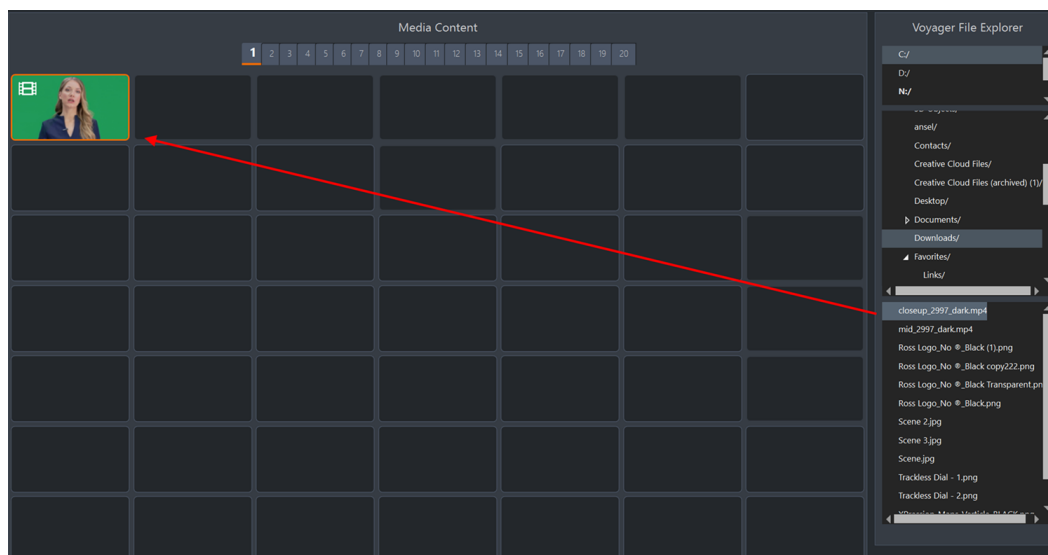 Media Content
1 2 3 4 5 6 7 8 9 10 11 12 13 14 15 16 17 18 19 20
Voyager File Explorer
C:/
D:/
N:/
ansel/
Contacts/
Creative Cloud Files/
Creative Cloud Files (archived) (1)/
Desktop/
Documents/
Downloads/
Favorites/
Links/
closeup_2997_dark.mp4
mid_2997_dark.mp4
Ross Logo_No ®_Black (1).png
Ross Logo_No ®_Black copy222.png
Ross Logo_No ®_Black Transparent.pn
Ross Logo_No ®_Black.png
Scene 2.jpg
Scene 3.jpg
Scene.jpg
Trackless Dial - 1.png
Trackless Dial - 2.png